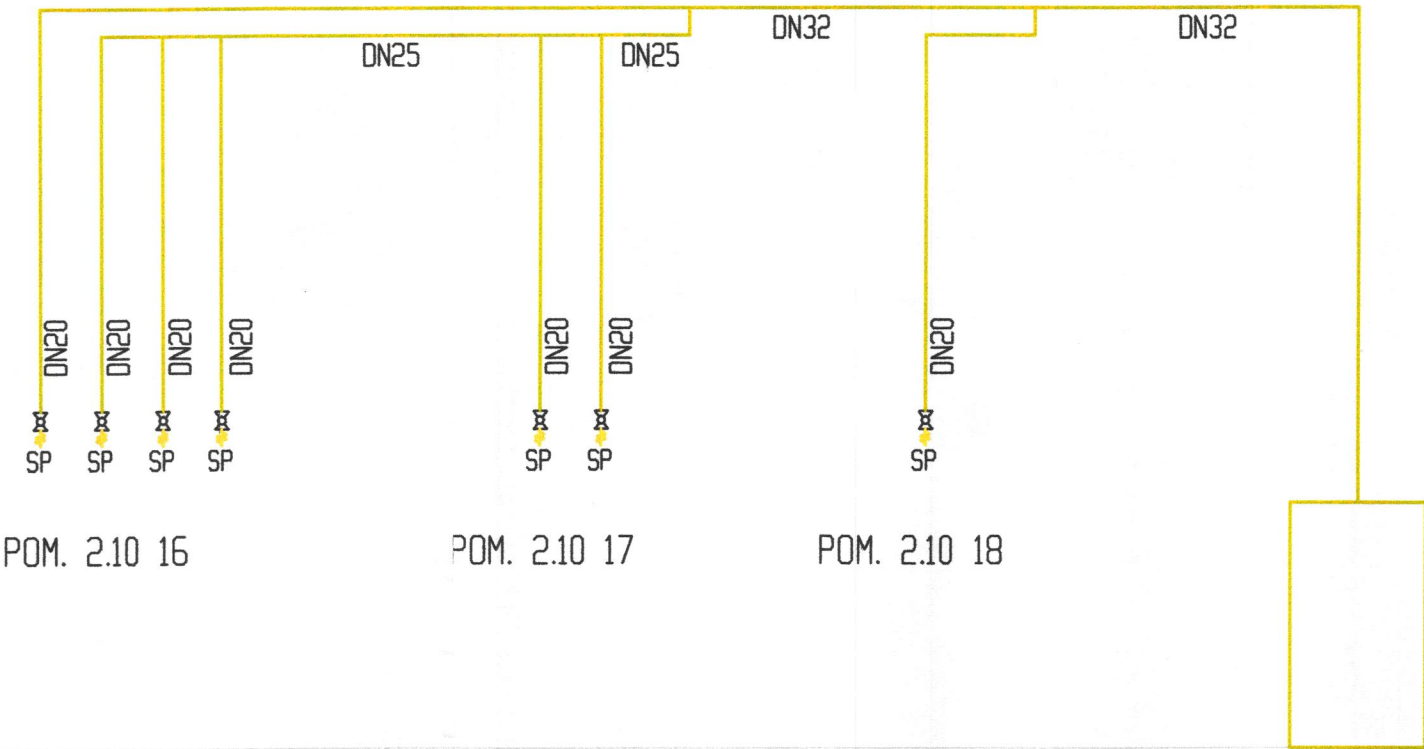 DN32
DN32
DN25
DN25
DN20
DN20
DN20
DN20
DN20
DN20
DN20
SP
SP
SP
SP
SP
SP
SP
POM. 2.10 16
POM. 2.10 17
POM. 2.10 18